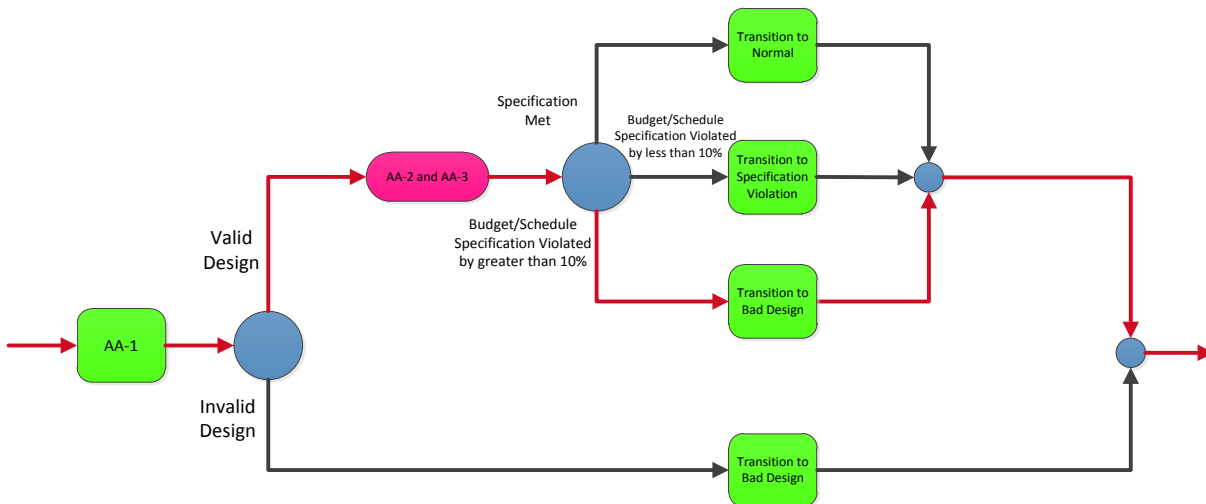 Transition to
Normal
Specification
Met
Budget/Schedule
Specification Violated
by less than 10%
AA-2 and AA-3
Transition to
Specification
Violation
Budget/Schedule
Specification Violated
by greater than 10%
Valid
Design
Transition to
Bad Design
AA-1
Invalid
Design
Transition to
Bad Design